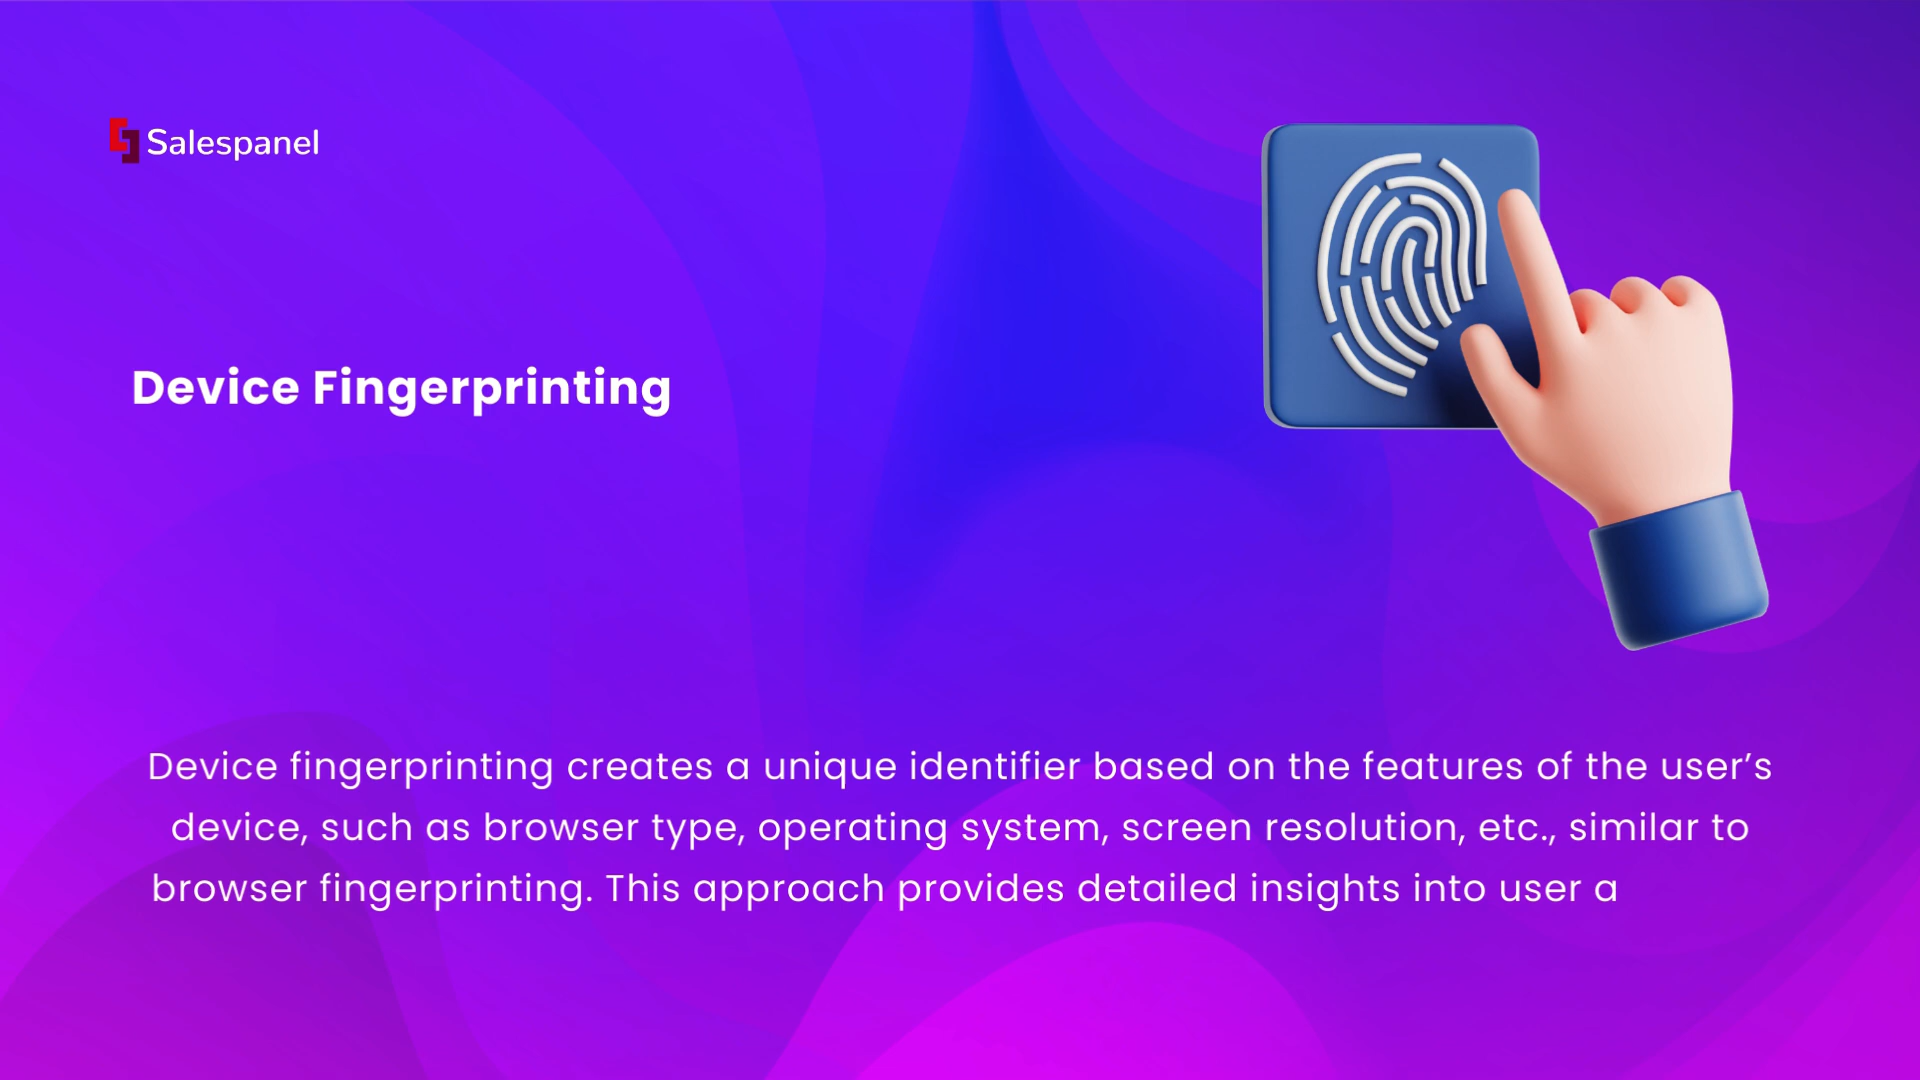 Salespanel
Device Fingerprinting
Device fingerprinting creates a unique identifier based on the features of the user’s
device, such as browser type, operating system, screen resolution, etc., similar to
browser fingerprinting. This approach provides detailed insights into user a